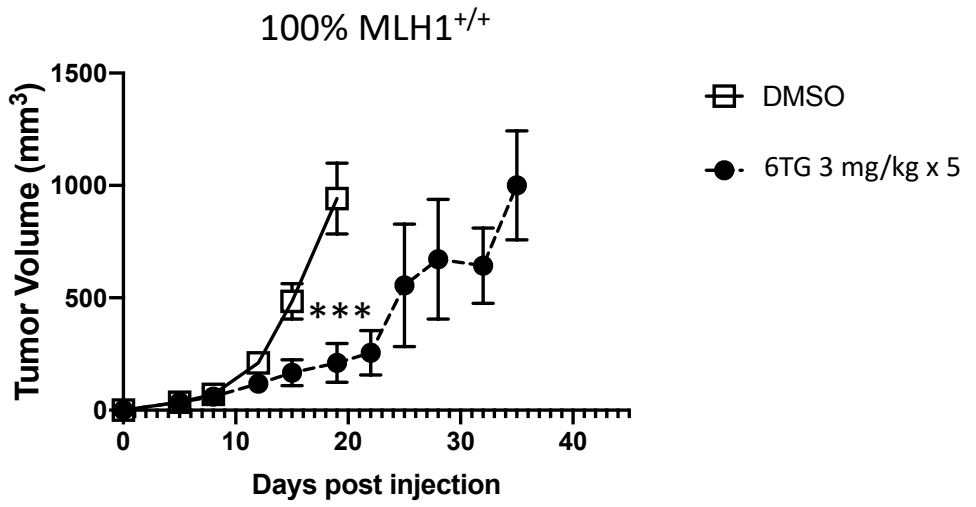 100% MLH1+/+
1500
1000
500
0
Tumor Volume (mm3)
***
0 10 20 30 40
Days post injection
DMSO
6TG 3 mg/kg x 5